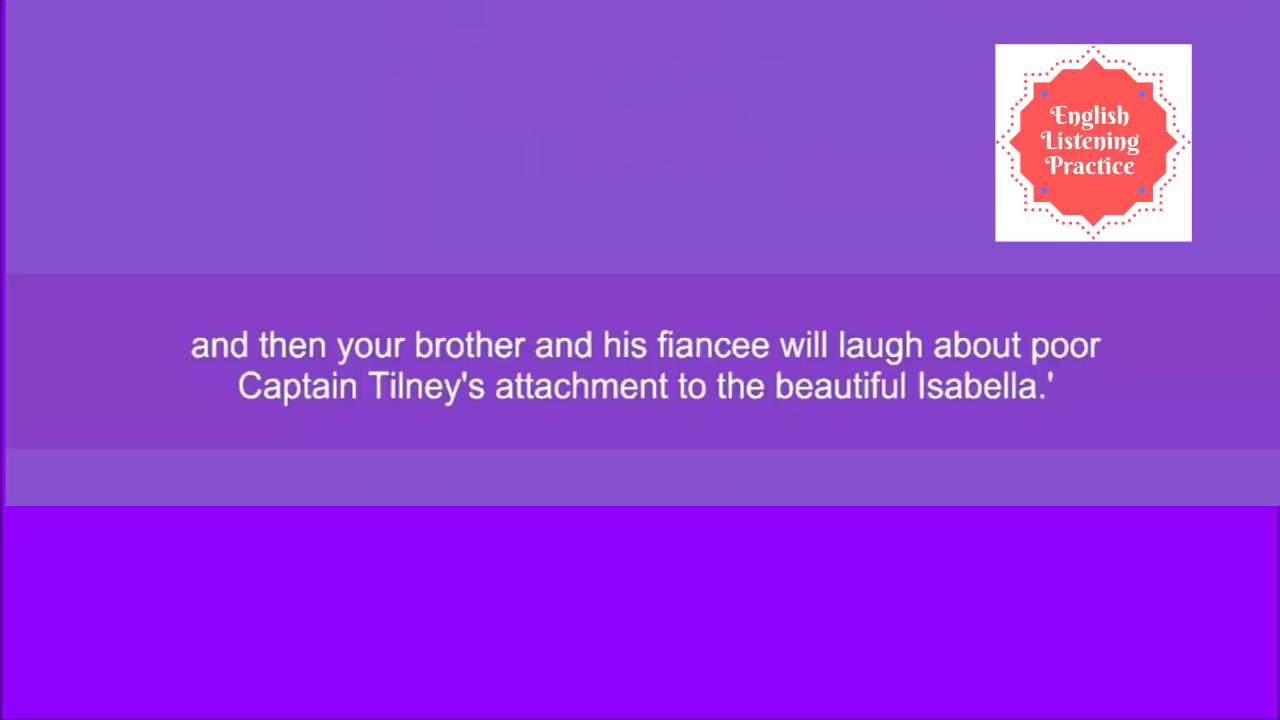 English
Listening
Practice
and then your brother and his fiancee will laugh about poor
Captain Tilney's attachment to the beautiful Isabella.'